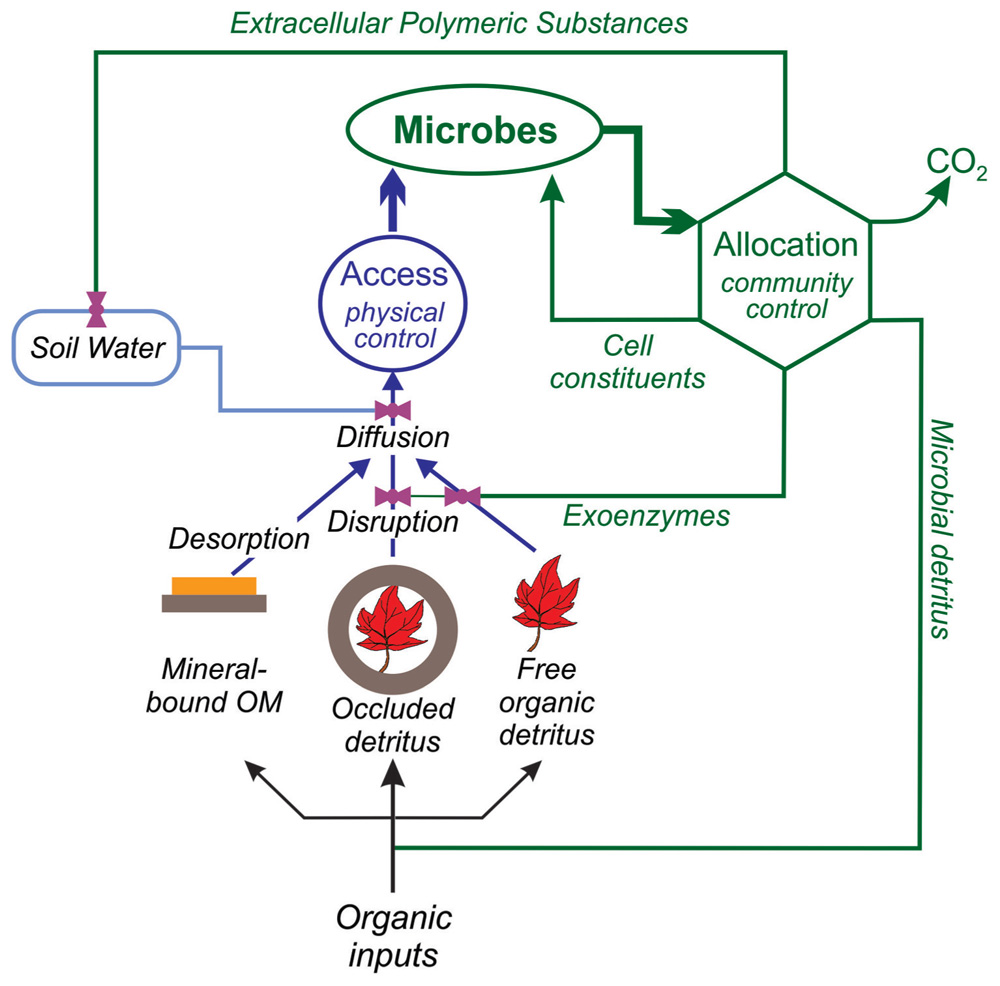 Extracellular Polymeric Substances
Microbes
CO2
Access
physical
control
Allocation
community
control
Soil Water
Cell
constituents
Diffusion
Microbial detritus
Desorption
Disruption
Exoenzymes
Mineral-
bound OM
Occluded
detritus
Free
organic
detritus
Organic
inputs